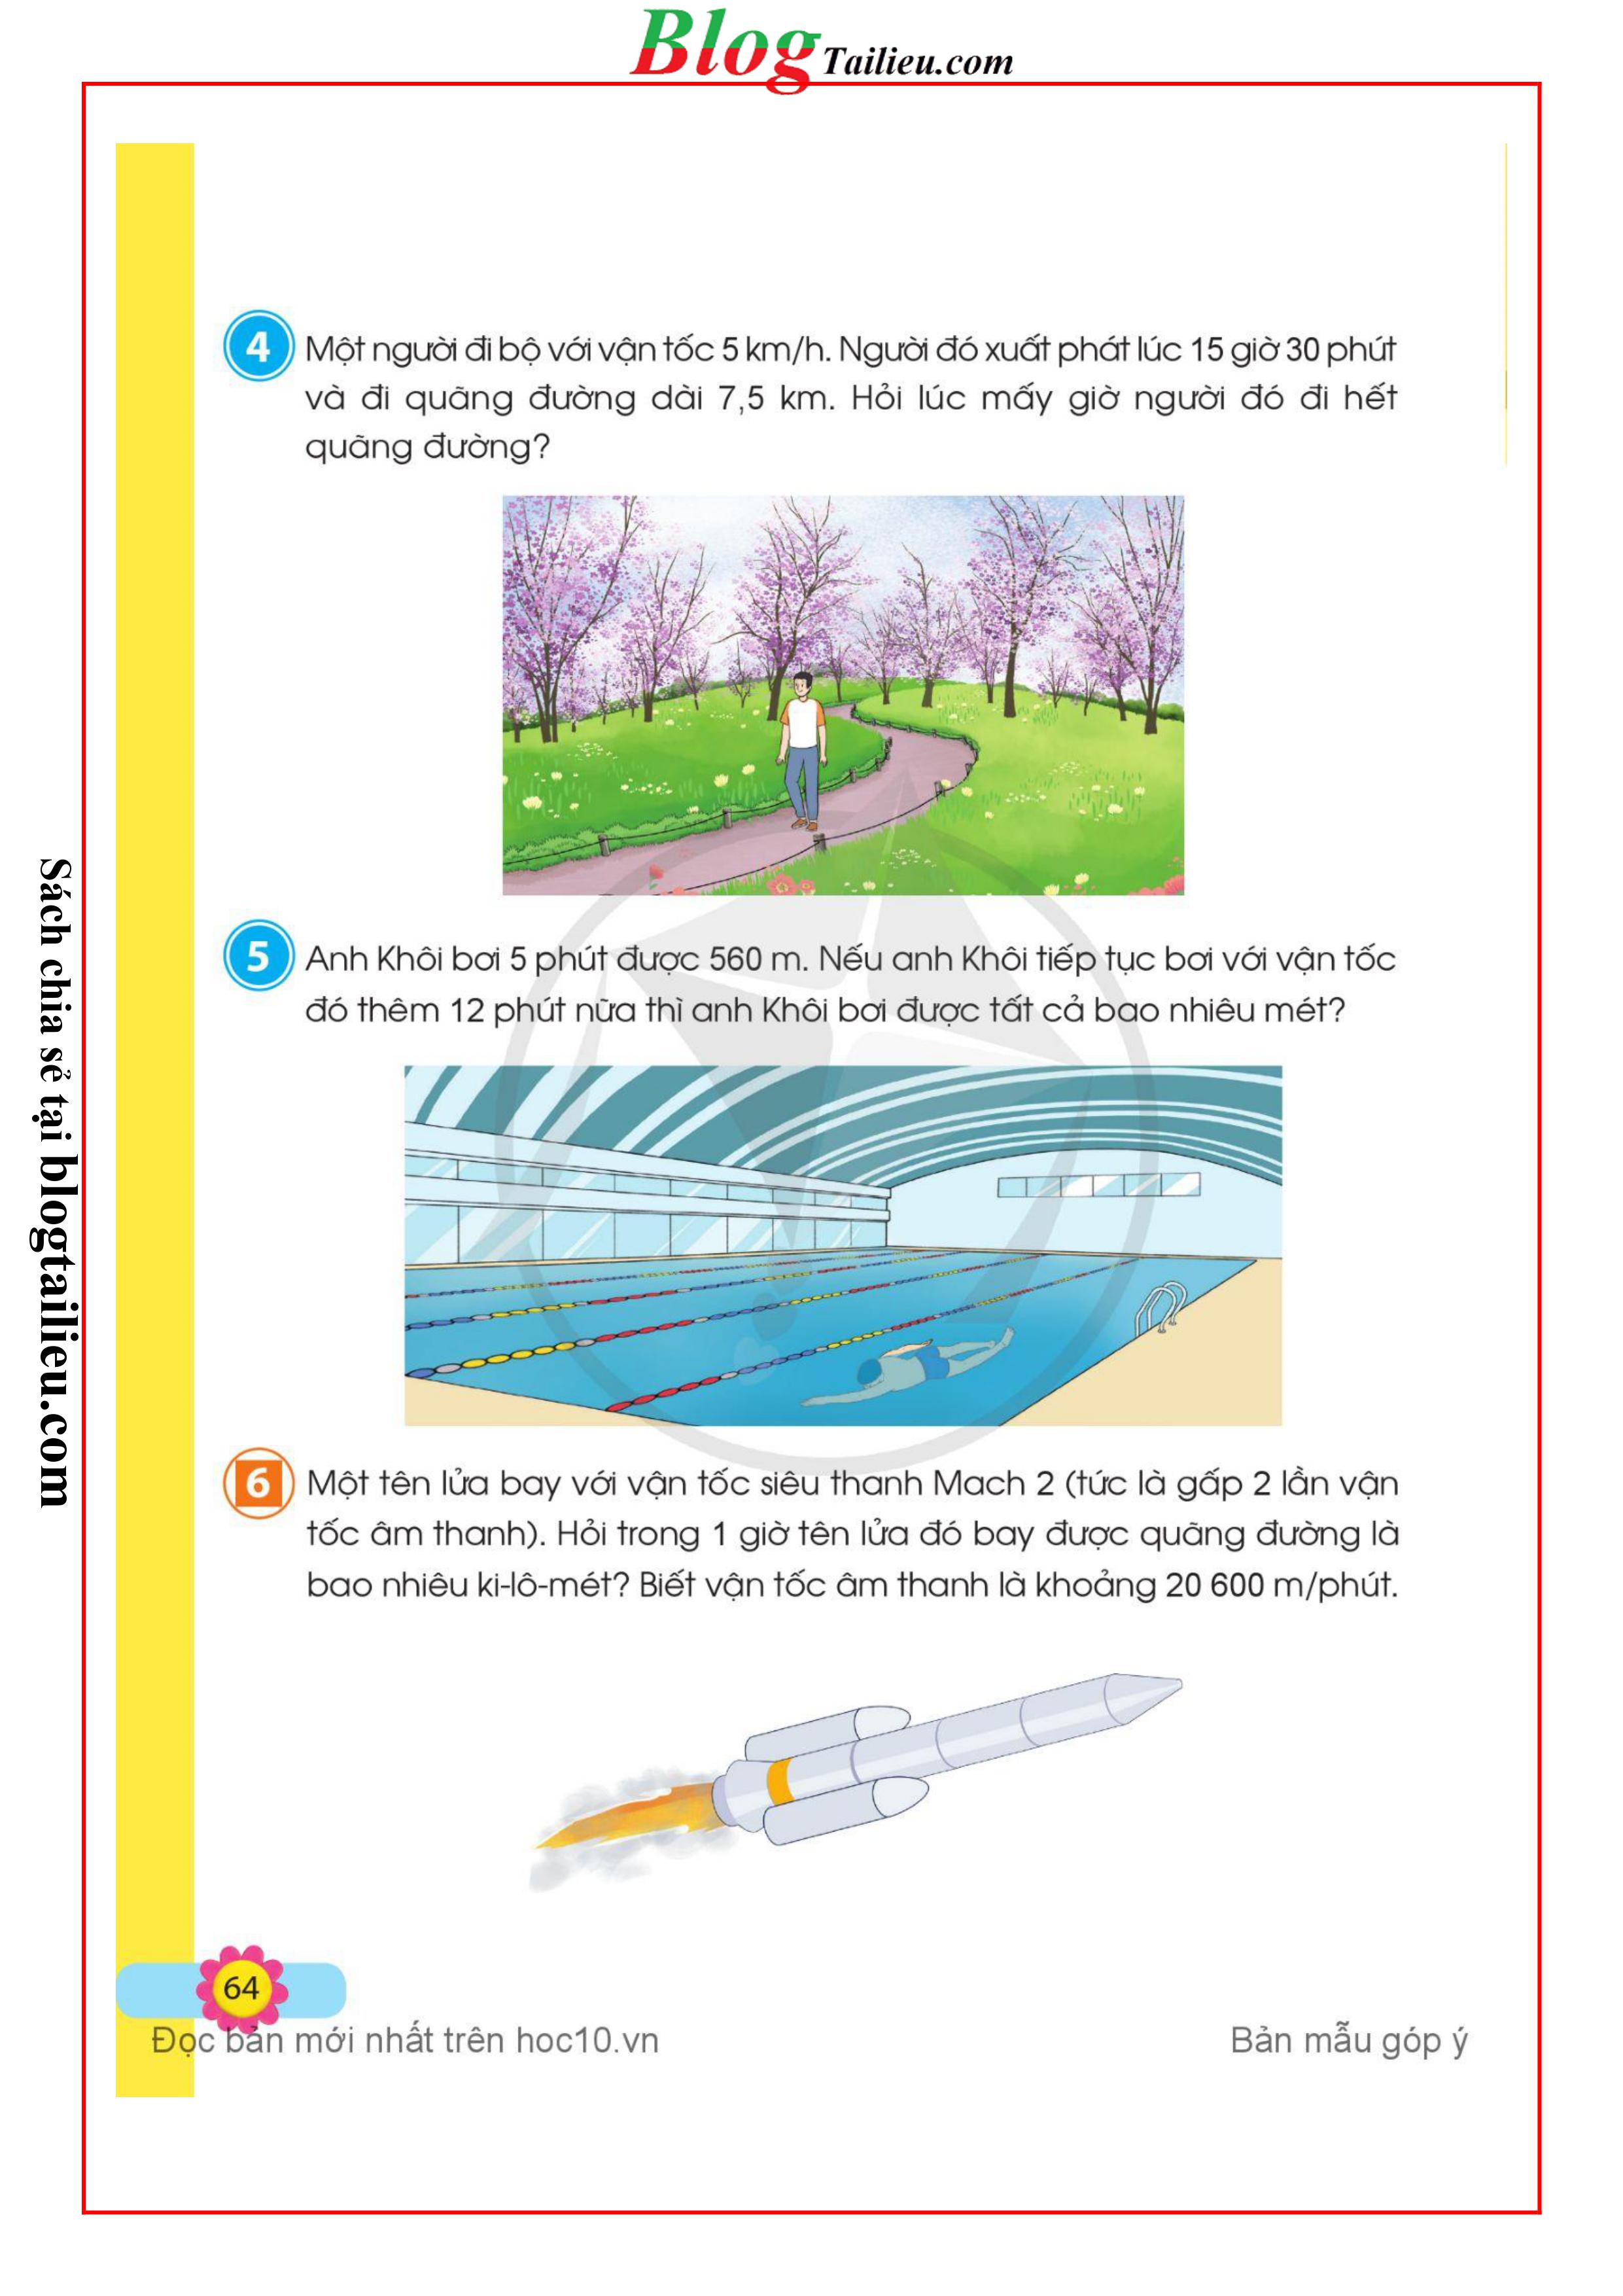 Blog Tailieu.com
4 Một người đi bộ với vận tốc 5 km/h. Người đó xuất phát lúc 15 giờ 30 phút
và đi quãng đường dài 7,5 km. Hỏi lúc mấy giờ người đó đi hết
quãng đường?
5 Anh Khôi bơi 5 phút được 560 m. Nếu anh Khôi tiếp tục bơi với vận tốc
đó thêm 12 phút nữa thì anh Khôi bơi được tất cả bao nhiêu mét?
6 Một tên lửa bay với vận tốc siêu thanh Mach 2 (tức là gấp 2 lần vận
tốc âm thanh). Hỏi trong 1 giờ tên lửa đó bay được quãng đường là
bao nhiêu ki-lô-mét? Biết vận tốc âm thanh là khoảng 20 600 m/phút.
64
Đọc bản mới nhất trên hoc10.vn
Bản mẫu góp ý
Sách chia sẻ tại blogtailieu.com